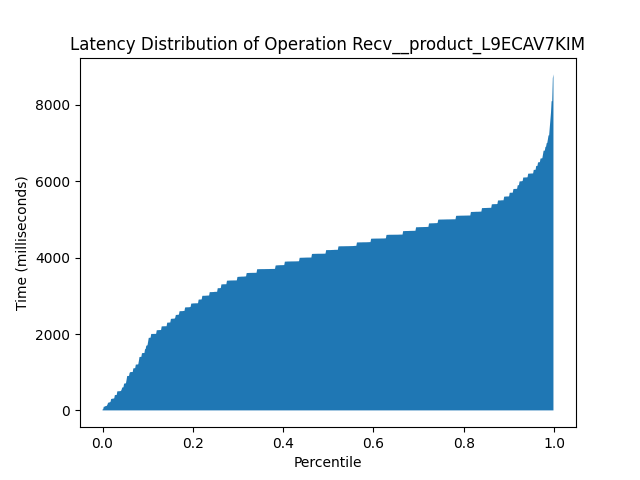 Latency Distribution of Operation Recv__product_L9ECAV7KIM
8000
6000
4000
2000
0
Time (milliseconds)
0.0 0.2 0.4 0.6 0.8 1.0
Percentile